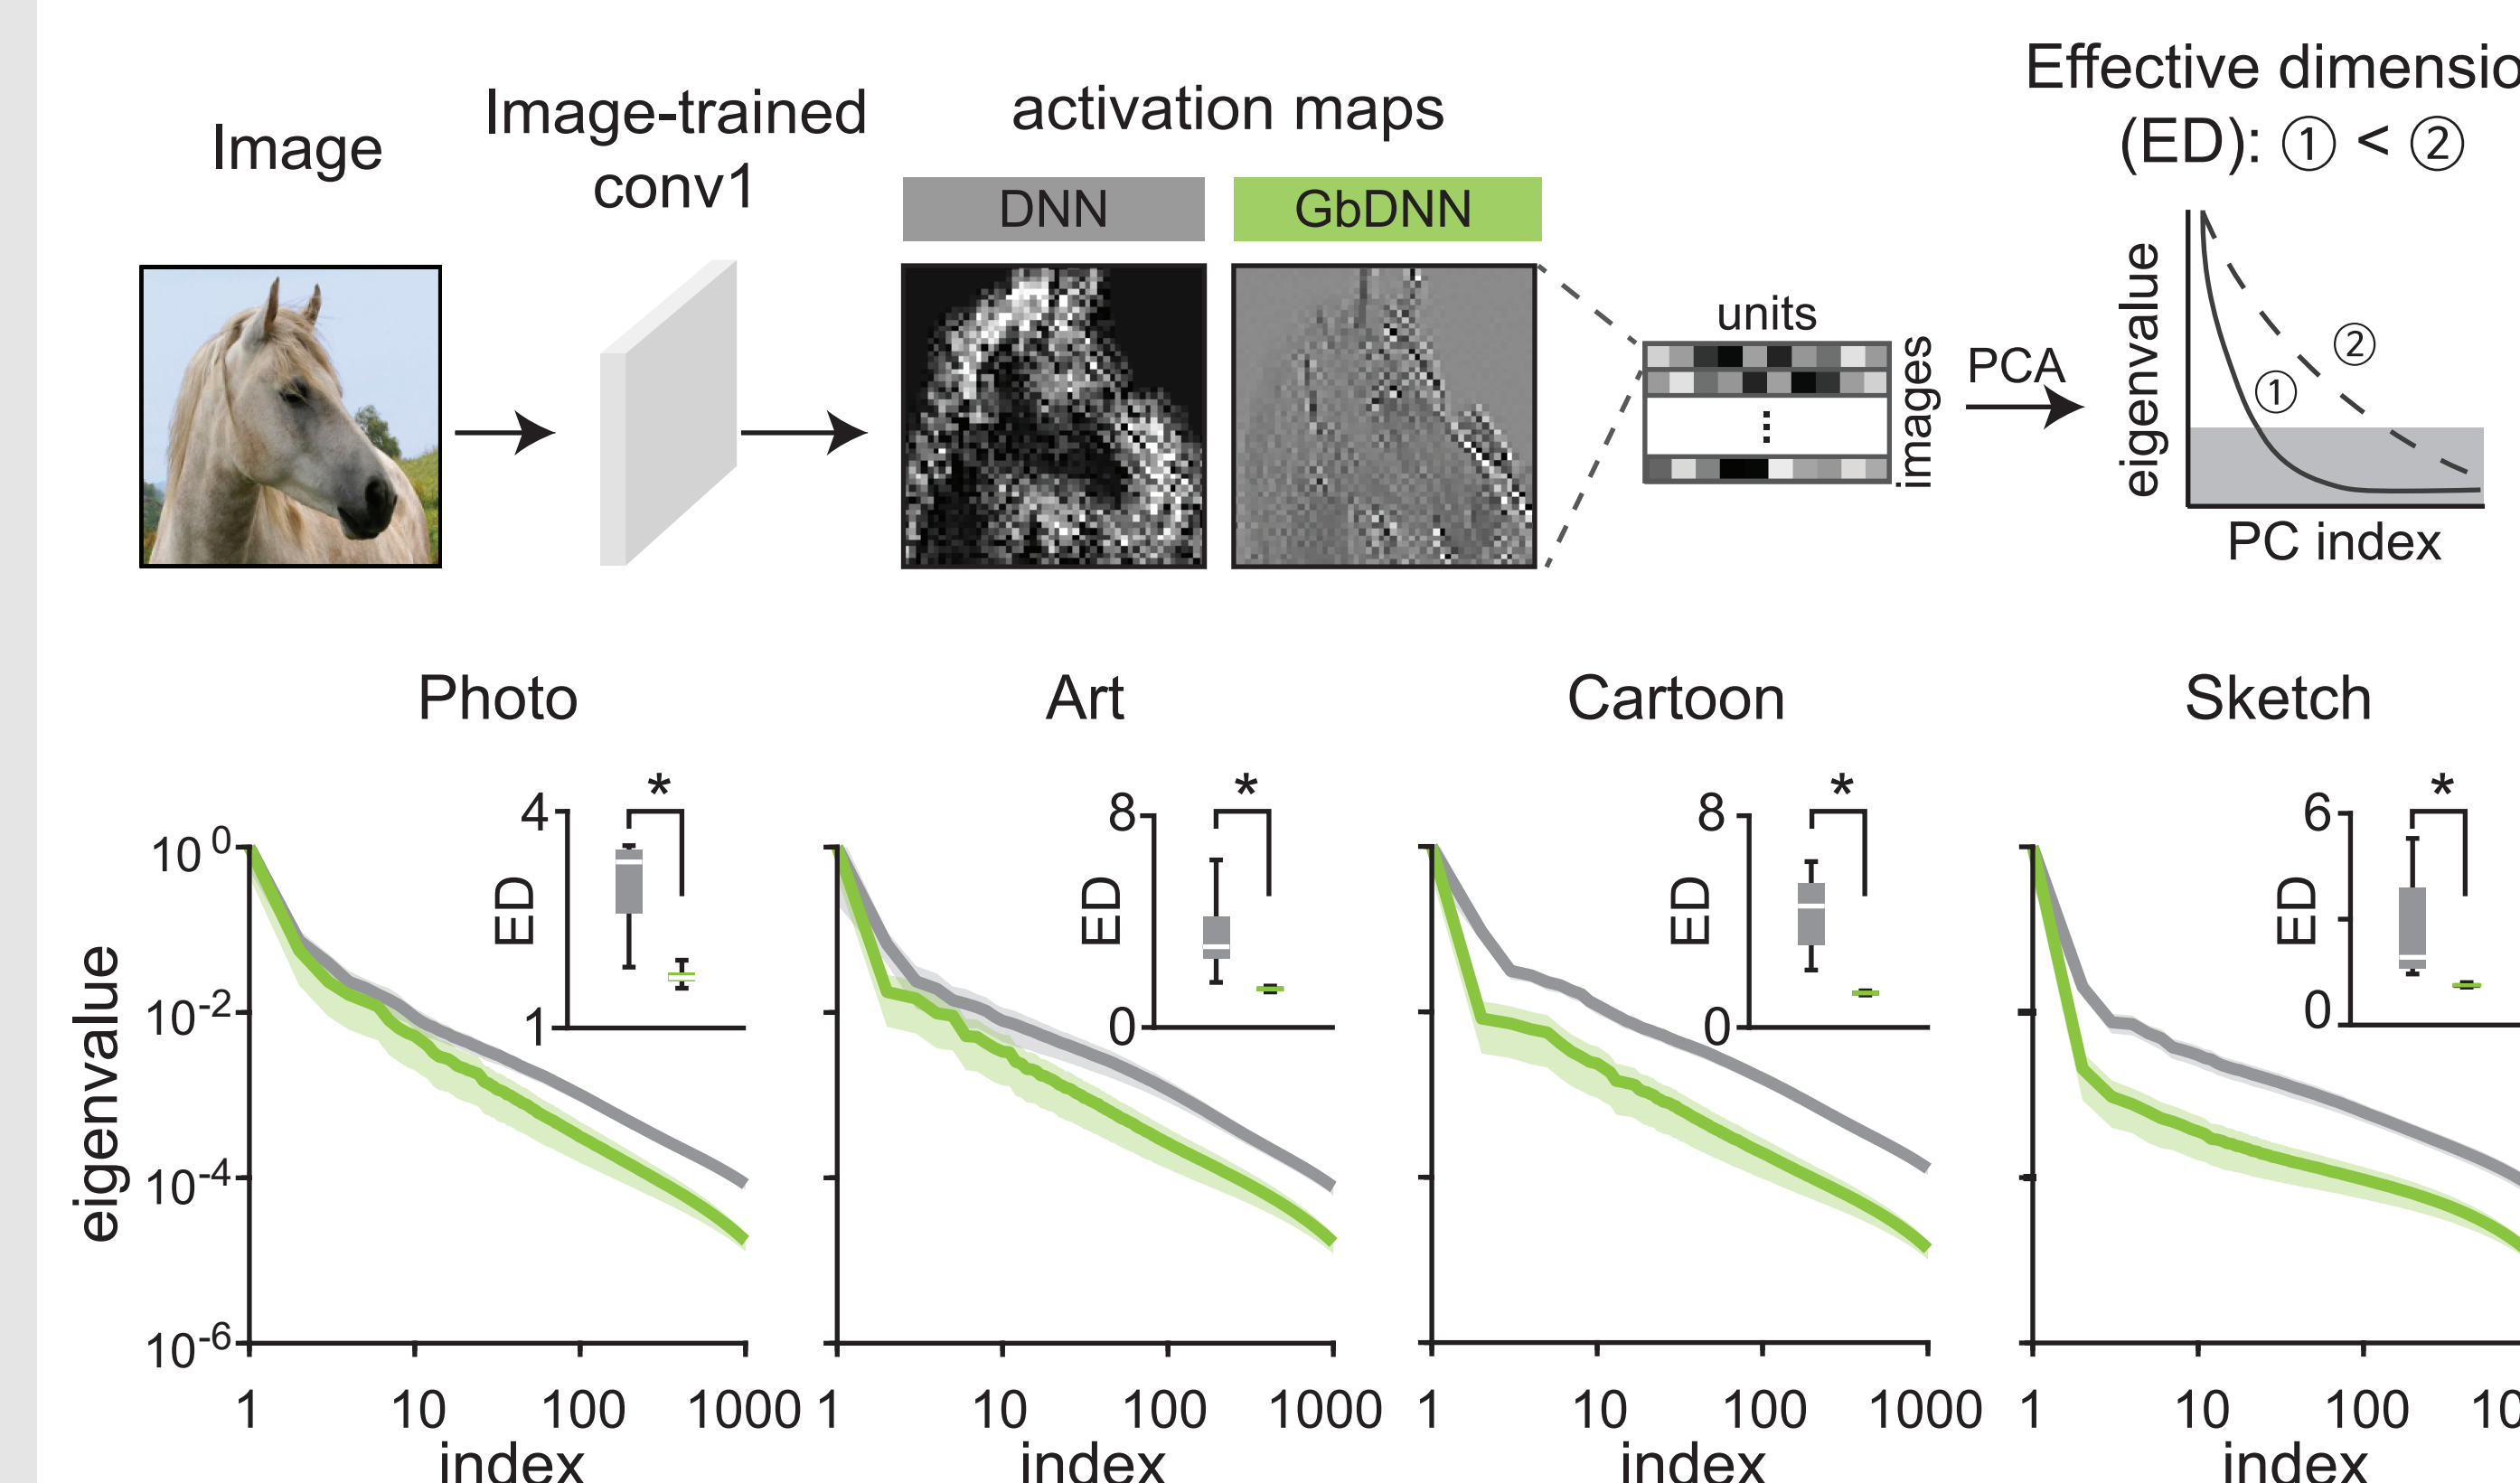 Effective dimensio
(ED): ① < ②
Image
Image-trained
conv1
activation maps
DNN
GbDNN
units
images
PCA
eigenvalue
①
②
PC index
Photo
Art
Cartoon
Sketch
eigenvalue
10^0
10^-2
10^-4
10^-6
ED
4
1
*
ED
8
0
*
ED
8
0
*
ED
6
0
*
1 10 100 1000
1 10 100 1000
1 10 100 1000
1 10 100 10
index
index
index
index